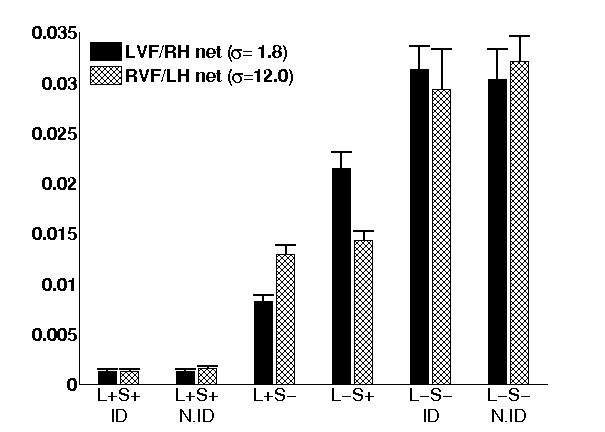 0.035
LVF/RH net (σ= 1.8)
RVF/LH net (σ=12.0)
0.03
0.025
0.02
0.015
0.01
0.005
0
L+S+ L+S+ L+S− L−S+ L−S− L−S−
ID N.ID ID N.ID